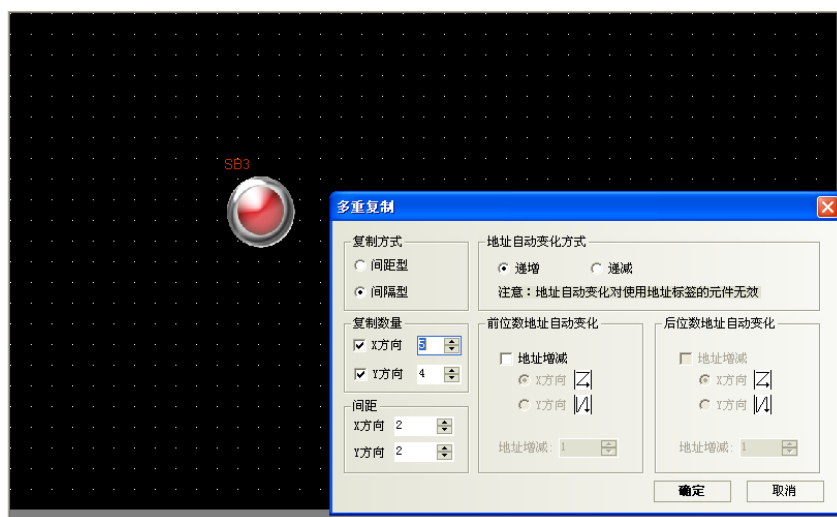 SB3
多重复制
复制方式
间距型
间隔型
地址自动变化方式
递增 递减
注意：地址自动变化对使用地址标签的元件无效
复制数量
X方向 5
Y方向 4
间距
X方向 2
Y方向 2
前位数地址自动变化
地址增减
X方向
Y方向
地址增减: 1
后位数地址自动变化
地址增减
X方向
Y方向
地址增减: 1
确定 取消